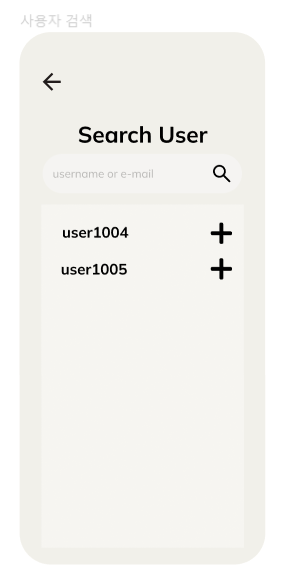 사용자 검색
Search User
username or e-mail
user1004
user1005